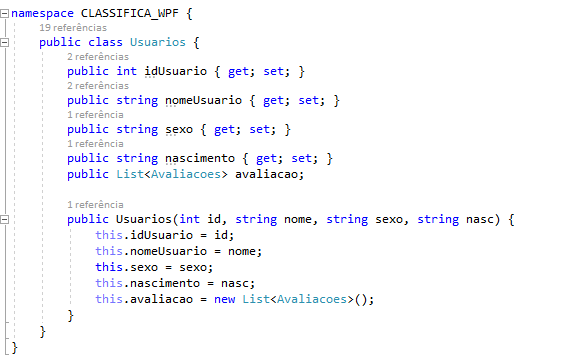 namespace CLASSIFICA_WPF {
19 referências
public class Usuarios {
2 referências
public int idUsuario { get; set; }
2 referências
public string nomeUsuario { get; set; }
1 referência
public string sexo { get; set; }
1 referência
public string nascimento { get; set; }
public List<Avaliacoes> avaliacao;
1 referência
public Usuarios(int id, string nome, string sexo, string nasc) {
this.idUsuario = id;
this.nomeUsuario = nome;
this.sexo = sexo;
this.nascimento = nasc;
this.avaliacao = new List<Avaliacoes>();
}
}
}